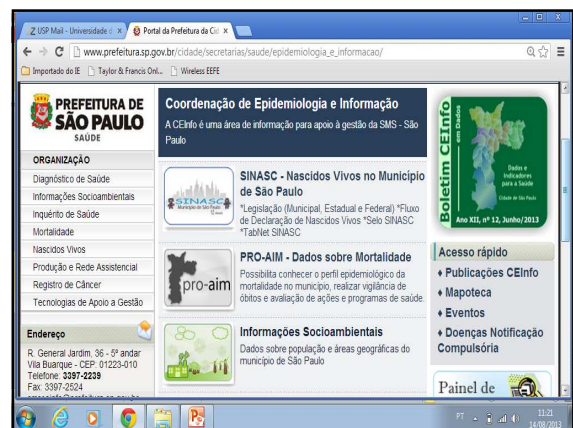 USP Mail - Universidade d
Portal da Prefeitura da Cid
www.prefeitura.sp.gov.br/cidade/secretarias/saude/epidemiologia_e_informacao/
Importado do IE
Taylor & Francis Onl...
Wireless EEFE
PREFEITURA DE
SÃO PAULO
SAÚDE
ORGANIZAÇÃO
Diagnóstico de Saúde
Informações Socioambientais
Inquérito de Saúde
Mortalidade
Nascidos Vivos
Produção e Rede Assistencial
Registro de Câncer
Tecnologias de Apoio a Gestão
Endereço
R. General Jardim, 36 - 5º andar
Vila Buarque - CEP: 01223-010
Telefone: 3397-2239
Fax: 3397-2524
Coordenação de Epidemiologia e Informação
A CEInfo é uma área de informação para apoio à gestão da SMS - São
Paulo
SINASC
SINASC - Nascidos Vivos no Município
de São Paulo
*Legislação (Municipal, Estadual e Federal) *Fluxo
de Declaração de Nascidos Vivos *Selo SINASC
*TabNet SINASC
pro-aim
PRO-AIM - Dados sobre Mortalidade
Possibilita conhecer o perfil epidemiológico da
mortalidade no município, realizar vigilância de
óbitos e avaliação de ações e programas de saúde.
Informações Socioambientais
Dados sobre população e áreas geográficas do
município de São Paulo
Boletim CEInfo
em Dados
Dados e
Indicadores
para a Saúde
Cidade de São Paulo
Ano XII, nº 12, Junho/2013
Acesso rápido
♦ Publicações CEInfo
♦ Mapoteca
♦ Eventos
♦ Doenças Notificação
Compulsória
Painel de
PT
11:21
14/08/2013